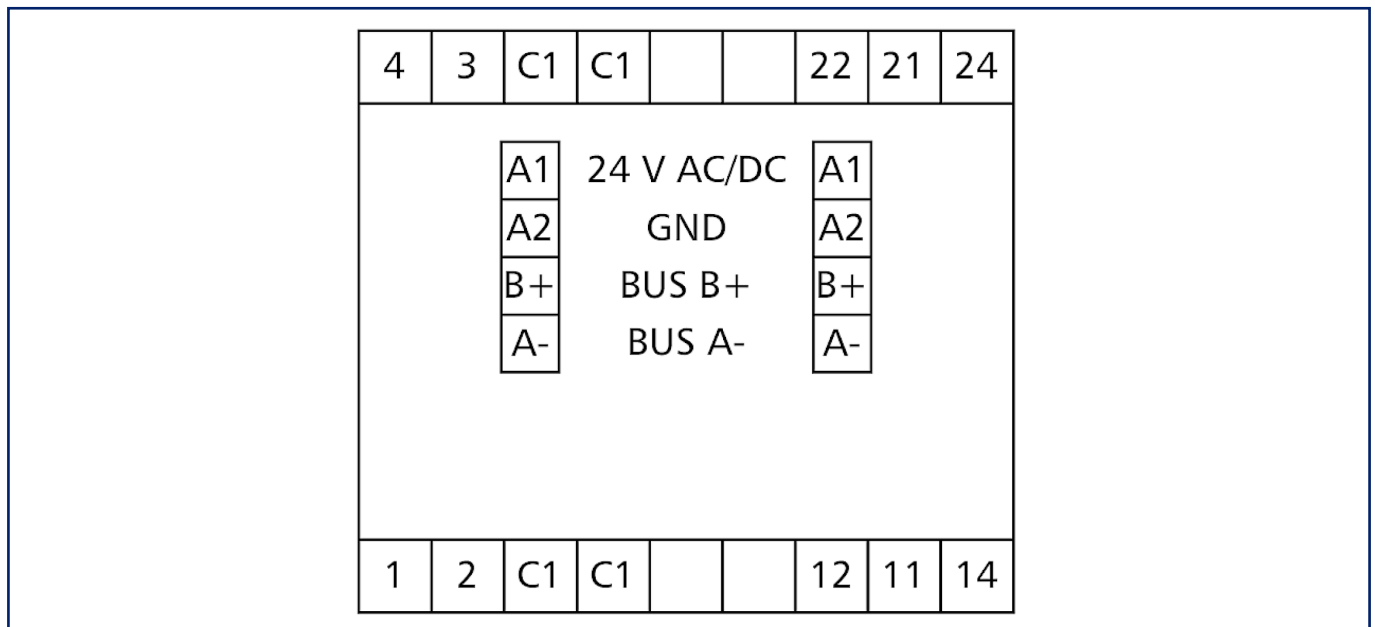 4 3 C1 C1 22 21 24
A1 24 V AC/DC A1
A2 GND A2
B+ BUS B+ B+
A- BUS A- A-
1 2 C1 C1 12 11 14